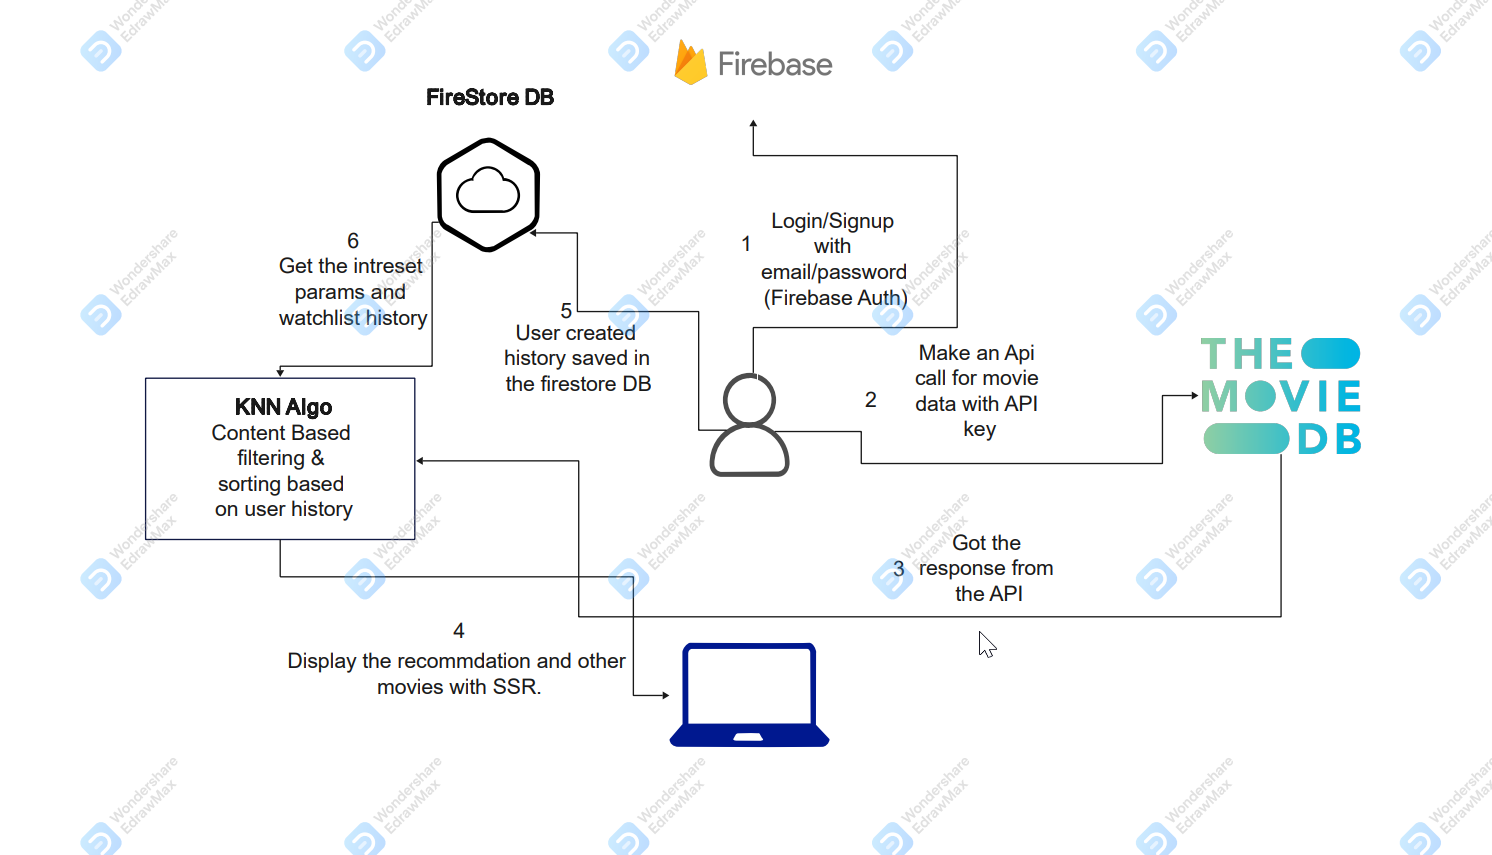 Firebase
FireStore DB
1
Login/Signup
with
email/password
(Firebase Auth)
6
Get the intreset
params and
watchlist history
5
User created
history saved in
the firestore DB
2
Make an Api
call for movie
data with API
key
THE
MOVIE
DB
KNN Algo
Content Based
filtering &
sorting based
on user history
3
Got the
response from
the API
4
Display the recommdation and other
movies with SSR.
Wondershare
EdrawMax